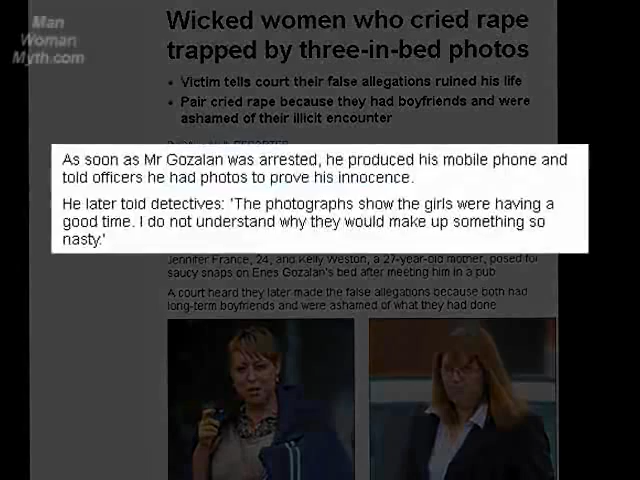 Man
Woman
Myth.com
Wicked women who cried rape
trapped by three-in-bed photos
• Victim tells court their false allegations ruined his life
• Pair cried rape because they had boyfriends and were
ashamed of their illicit encounter
REPORTER
As soon as Mr Gozalan was arrested, he produced his mobile phone and
told officers he had photos to prove his innocence.
He later told detectives: 'The photographs show the girls were having a
good time. I do not understand why they would make up something so
nasty.'
Jennifer France, 24, and Kelly Weston, a 27-year-old mother, posed for
saucy snaps on Enes Gozalan's bed after meeting him in a pub
A court heard they later made the false allegations because both had
long-term boyfriends and were ashamed of what they had done